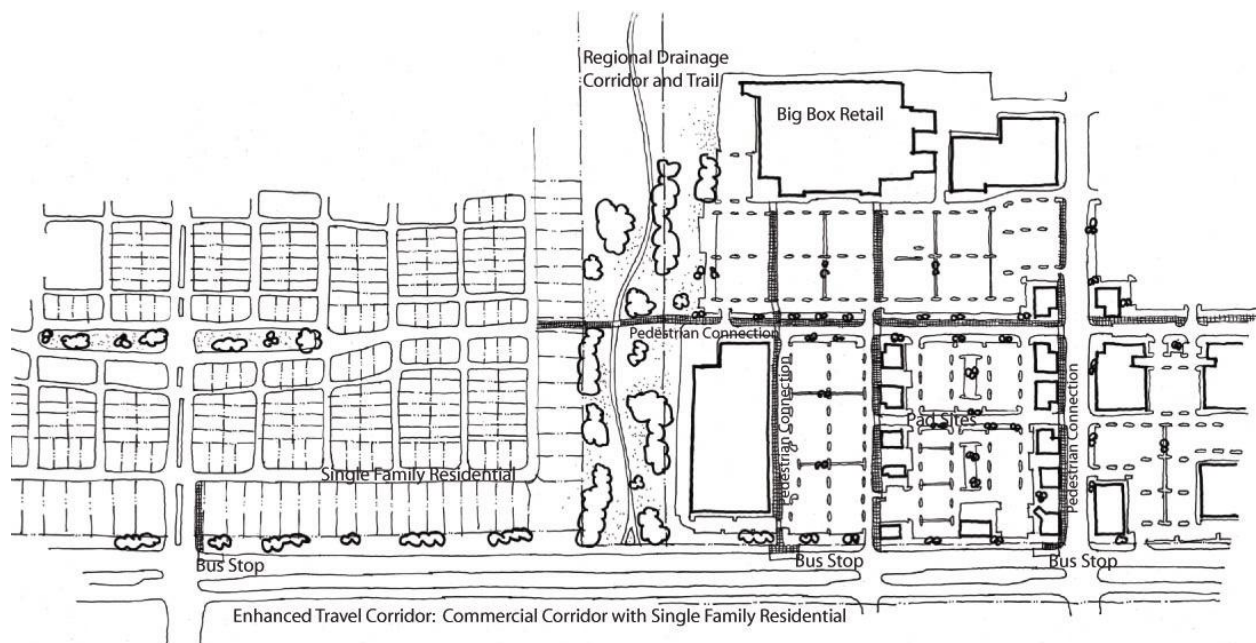 Regional Drainage
Corridor and Trail
Big Box Retail
Pedestrian Connection
Pedestrian Connection
Pad Sites
Pedestrian Connection
Single Family Residential
Bus Stop
Bus Stop
Bus Stop
Enhanced Travel Corridor: Commercial Corridor with Single Family Residential